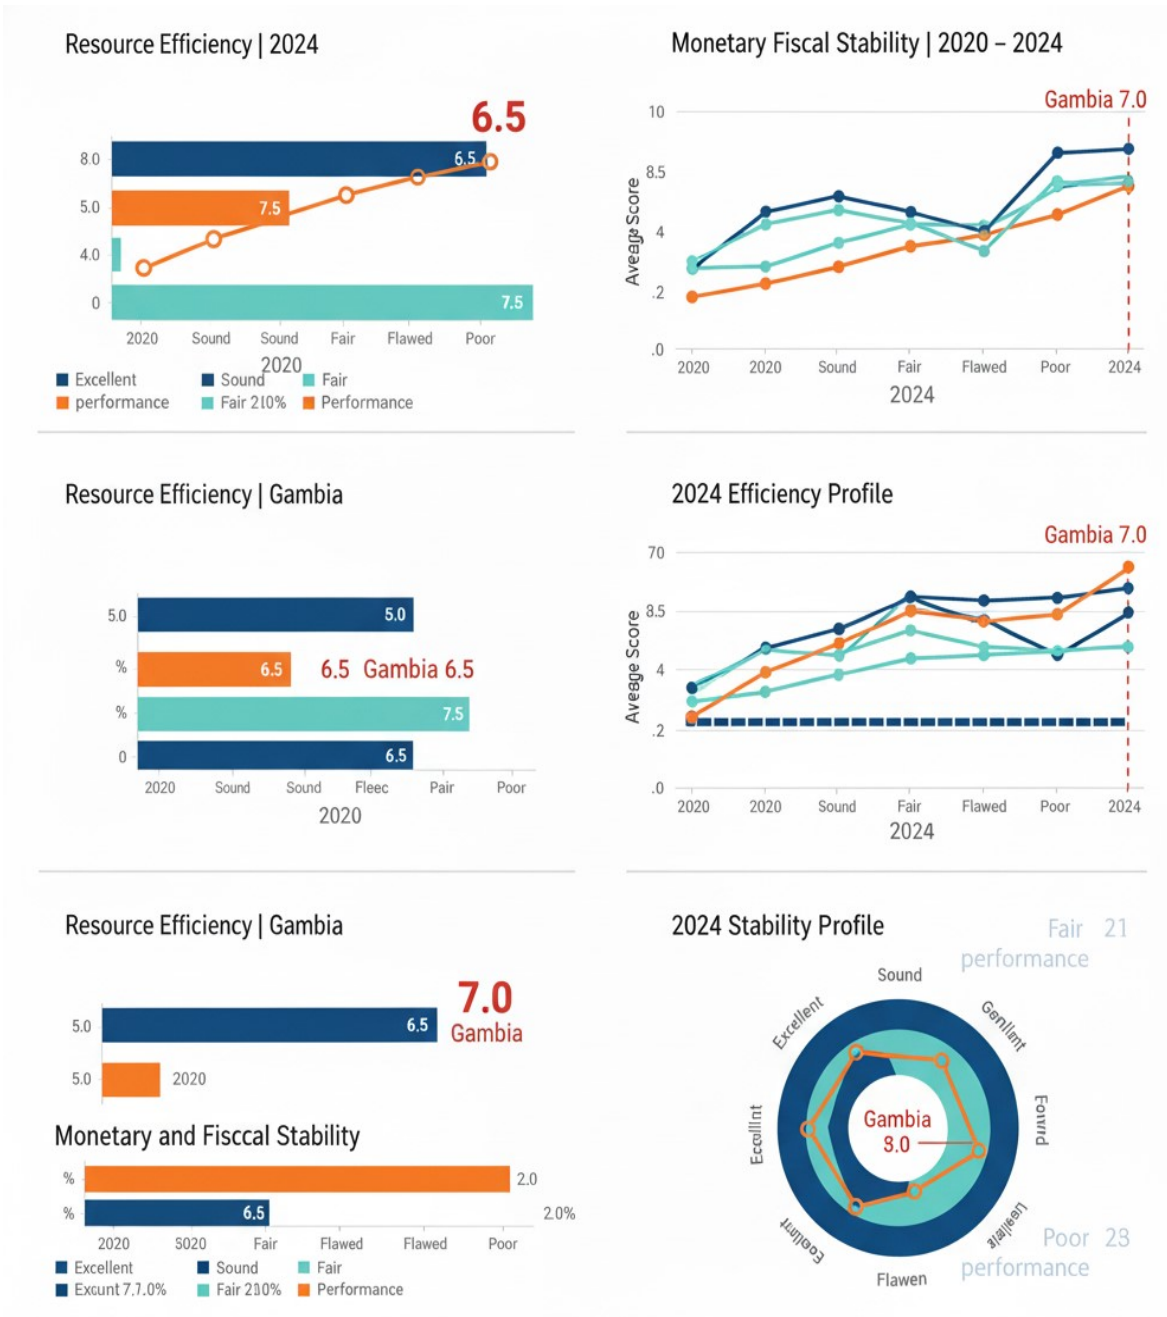 Resource Efficiency | 2024
6.5
8.0
6.5
5.0
7.5
4.0
0
7.5
2020 Sound Sound Fair Flawed Poor
2020
Excellent Sound Fair
performance Fair 210% Performance
Monetary Fiscal Stability | 2020 – 2024
Gambia 7.0
10
8.5
4
.2
.0
Average Score
2020 2020 Sound Fair Flawed Poor 2024
2024
Resource Efficiency | Gambia
5.0
5.0
%
6.5
6.5 Gambia 6.5
%
7.5
0
6.5
2020 Sound Sound Fleec Pair Poor
2020
2024 Efficiency Profile
Gambia 7.0
70
8.5
4
.2
.0
Average Score
2020 2020 Sound Fair Flawed Poor 2024
2024
Resource Efficiency | Gambia
7.0
Gambia
5.0
6.5
5.0
2020
Monetary and Fisccal Stability
%
2.0
%
6.5
2.0%
2020 5020 Fair Flawed Flawed Poor
Excellent Sound Fair
Excunt 7.7.0% Fair 210% Performance
2024 Stability Profile
Fair 21
performance
Sound
Excellent
Gambia
Flawen
Poor 23
performance